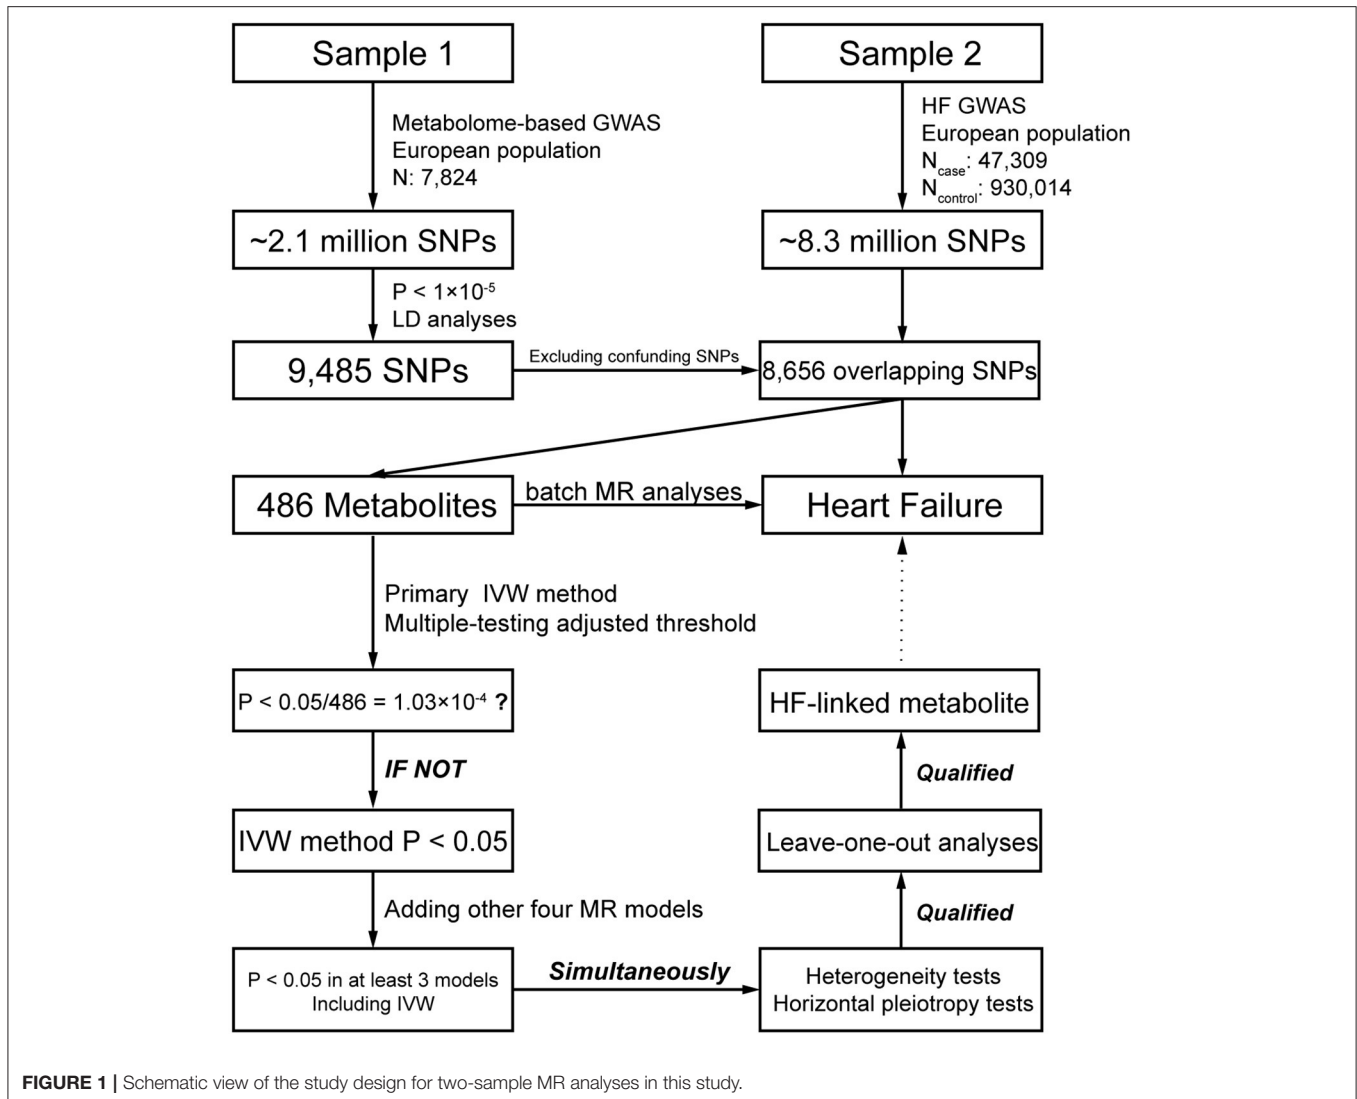 Sample 1
Sample 2
Metabolome-based GWAS
European population
N: 7,824
HF GWAS
European population
Ncase: 47,309
Ncontrol: 930,014
~2.1 million SNPs
~8.3 million SNPs
P < 1×10-5
LD analyses
9,485 SNPs
Excluding confunding SNPs
8,656 overlapping SNPs
486 Metabolites
batch MR analyses
Heart Failure
Primary IVW method
Multiple-testing adjusted threshold
P < 0.05/486 = 1.03×10-4 ?
HF-linked metabolite
IF NOT
Qualified
IVW method P < 0.05
Leave-one-out analyses
Adding other four MR models
Qualified
P < 0.05 in at least 3 models
Including IVW
Simultaneously
Heterogeneity tests
Horizontal pleiotropy tests
FIGURE 1 | Schematic view of the study design for two-sample MR analyses in this study.